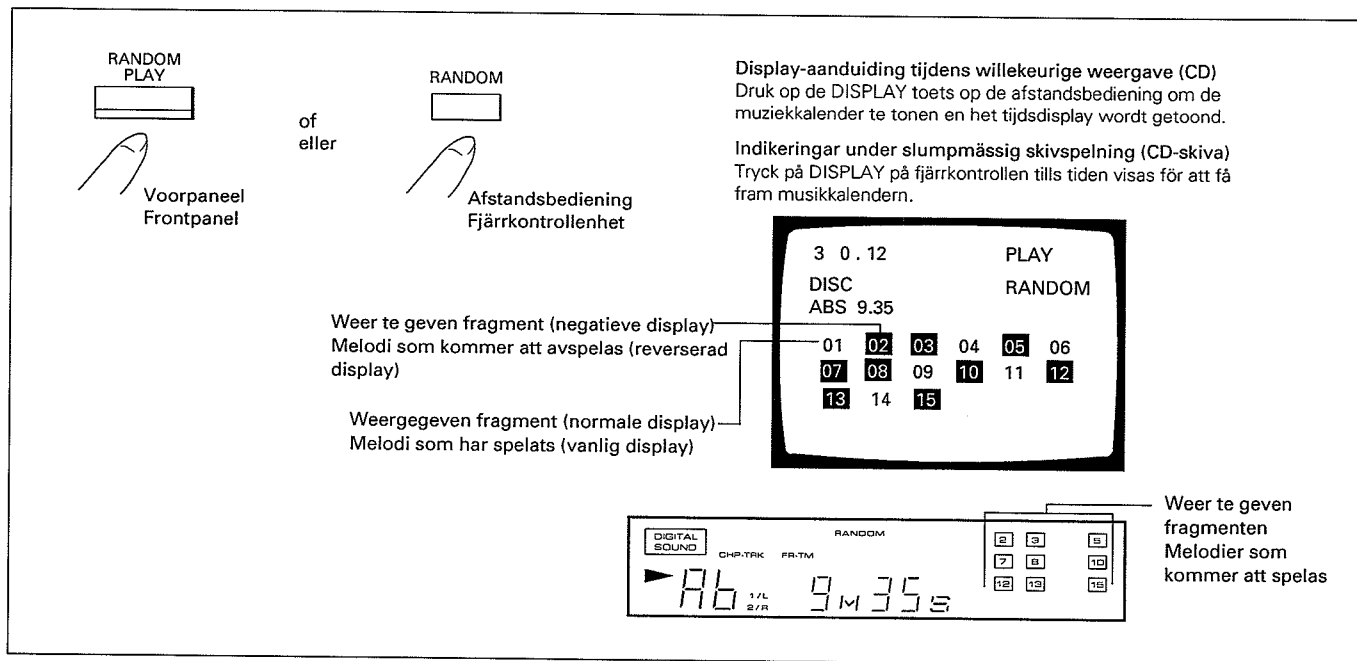 RANDOM
PLAY
of
eller
RANDOM
Voorpaneel
Frontpanel
Afstandsbediening
Fjärrkontrollenhet
Display-aanduiding tijdens willekeurige weergave (CD)
Druk op de DISPLAY toets op de afstandsbediening om de
muziekkalender te tonen en het tijdsdisplay wordt getoond.
Indikeringar under slumpmässig skivspelning (CD-skiva)
Tryck på DISPLAY på fjärrkontrollen tills tiden visas för att få
fram musikkalendern.
3 0.12 PLAY
DISC RANDOM
ABS 9.35
01 02 03 04 05 06
07 08 09 10 11 12
13 14 15
Weer te geven fragment (negatieve display)
Melodi som kommer att avspelas (reverserad
display)
Weergegeven fragment (normale display)
Melodi som har spelats (vanlig display)
DIGITAL
SOUND
RANDOM
CHP·TRK FR·TM
Ab 1/L
2/R
9 M 35 s
2 3 5
7 8 10
12 13 15
Weer te geven
fragmenten
Melodier som
kommer att spelas